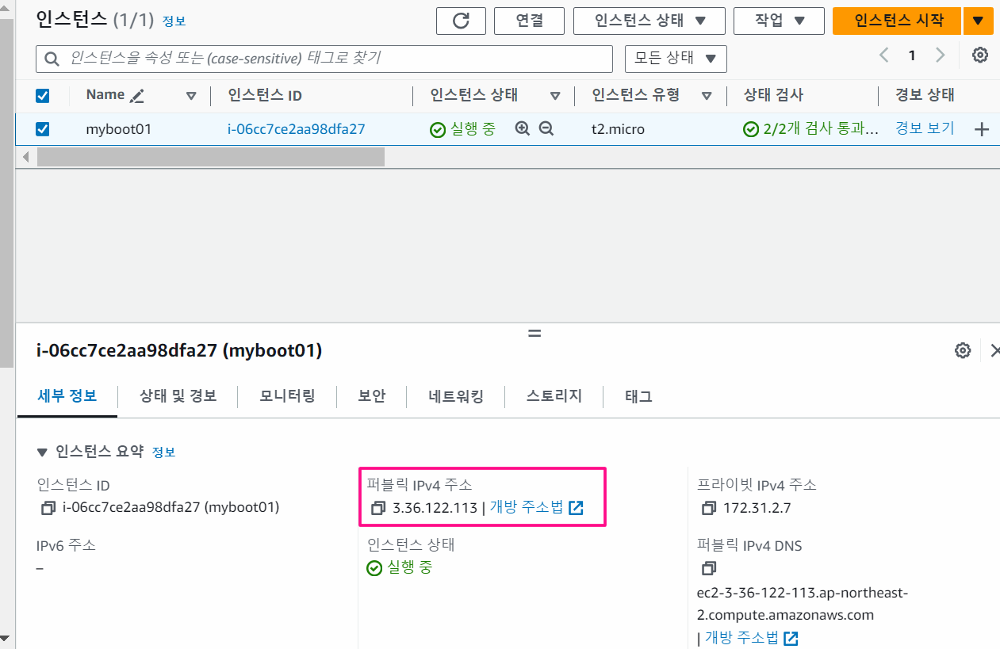 인스턴스 (1/1) 정보
연결
인스턴스 상태
작업
인스턴스 시작
인스턴스을 속성 또는 (case-sensitive) 태그로 찾기
모든 상태
1
Name 인스턴스 ID 인스턴스 상태 인스턴스 유형 상태 검사 경보 상태
myboot01 i-06cc7ce2aa98dfa27 실행 중 t2.micro 2/2개 검사 통과... 경보 보기
i-06cc7ce2aa98dfa27 (myboot01)
세부 정보 상태 및 경보 모니터링 보안 네트워킹 스토리지 태그
인스턴스 요약 정보
인스턴스 ID
i-06cc7ce2aa98dfa27 (myboot01)
퍼블릭 IPv4 주소
3.36.122.113 | 개방 주소법
프라이빗 IPv4 주소
172.31.2.7
IPv6 주소
–
인스턴스 상태
실행 중
퍼블릭 IPv4 DNS
ec2-3-36-122-113.ap-northeast-
2.compute.amazonaws.com
| 개방 주소법